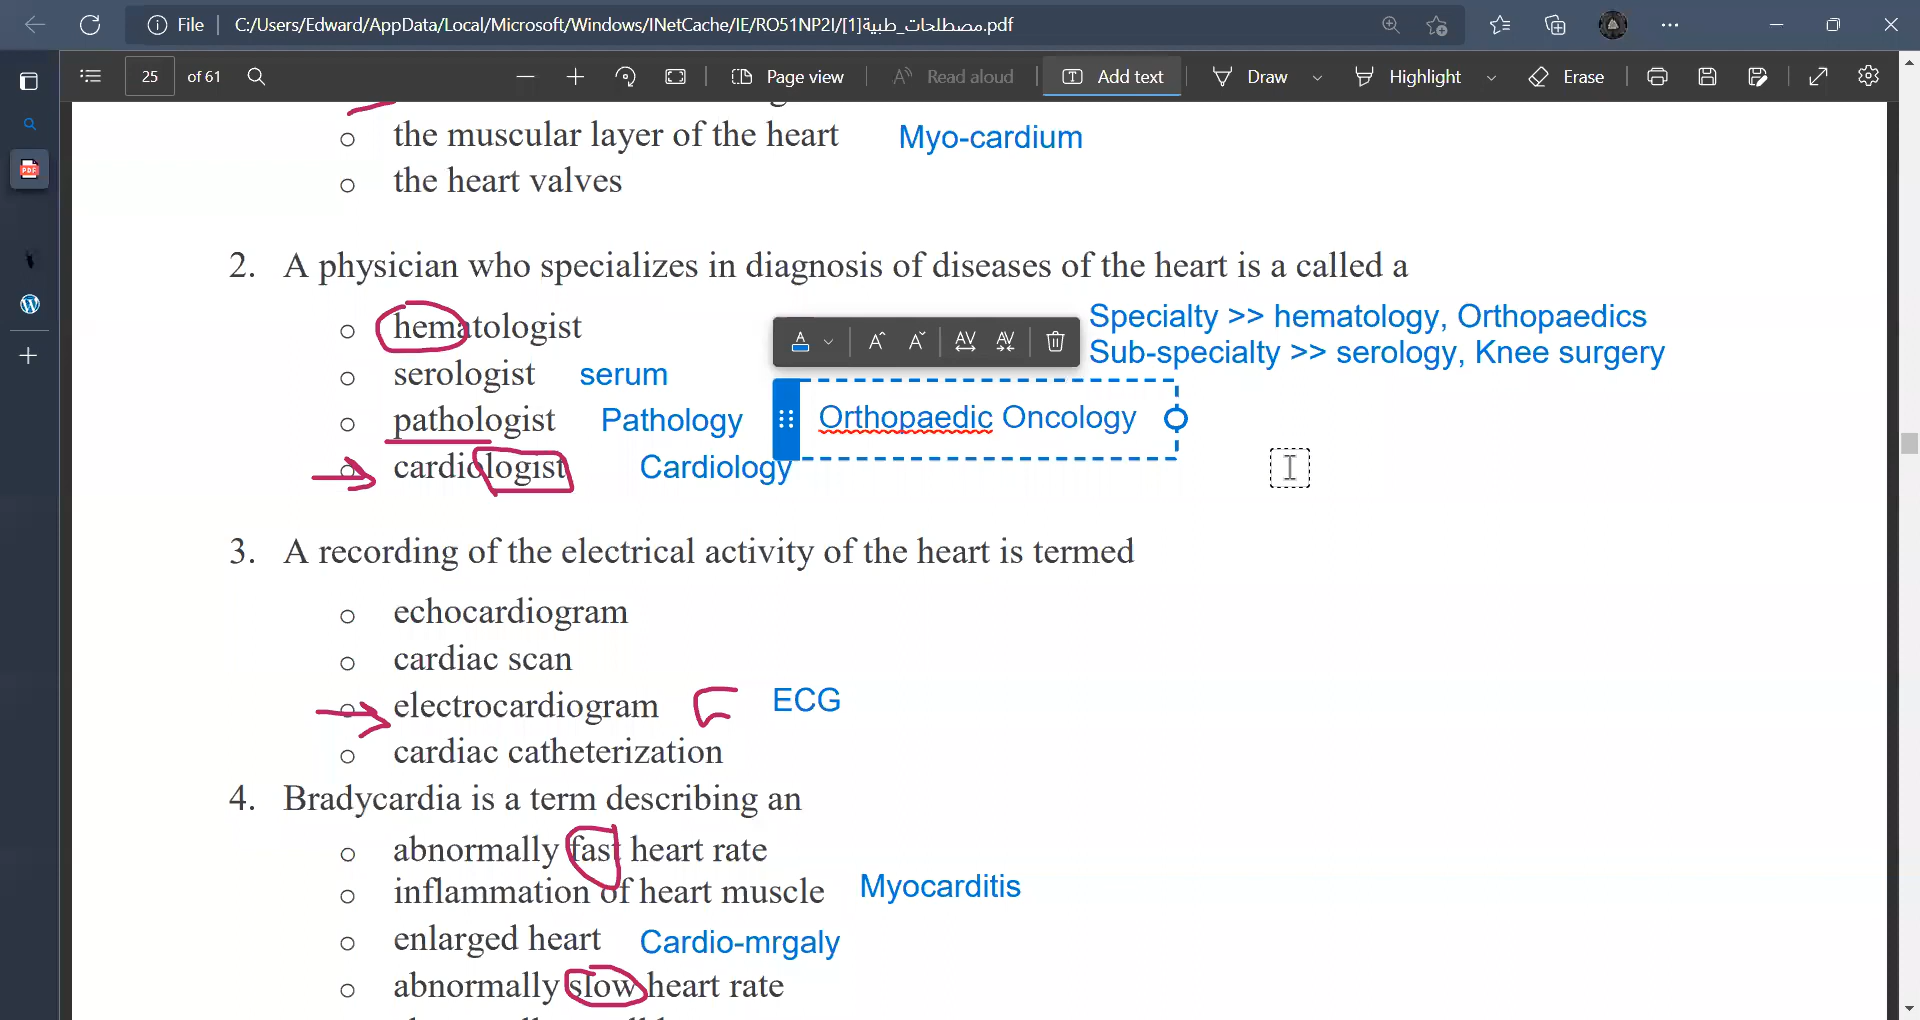 File C:/Users/Edward/AppData/Local/Microsoft/Windows/INetCache/IE/RO51NP2I/[1]مصطلحات_طبية.pdf
25 of 61 Page view Read aloud Add text Draw Highlight Erase
the muscular layer of the heart Myo-cardium
the heart valves
2. A physician who specializes in diagnosis of diseases of the heart is a called a
hematologist Specialty >> hematology, Orthopaedics
Sub-specialty >> serology, Knee surgery
serologist serum
pathologist Pathology Orthopaedic Oncology
cardiologist Cardiology
3. A recording of the electrical activity of the heart is termed
echocardiogram
cardiac scan
electrocardiogram ECG
cardiac catheterization
4. Bradycardia is a term describing an
abnormally fast heart rate
inflammation of heart muscle Myocarditis
enlarged heart Cardio-mrgaly
abnormally slow heart rate